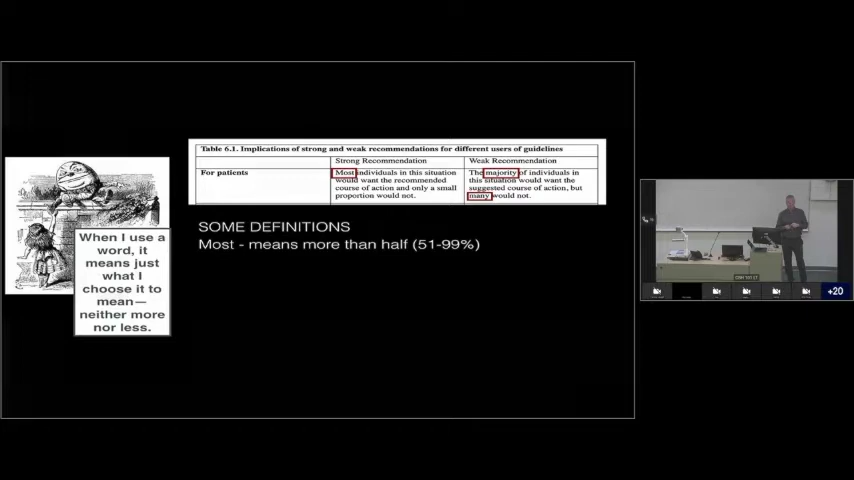 Table 6.1. Implications of strong and weak recommendations for different users of guidelines
Strong Recommendation
Weak Recommendation
For patients
Most individuals in this situation
would want the recommended
course of action and only a small
proportion would not.
The majority of individuals in
this situation would want the
suggested course of action, but
many would not.
When I use a
word, it
means just
what I
choose it to
mean—
neither more
nor less.
SOME DEFINITIONS
Most - means more than half (51-99%)
+20